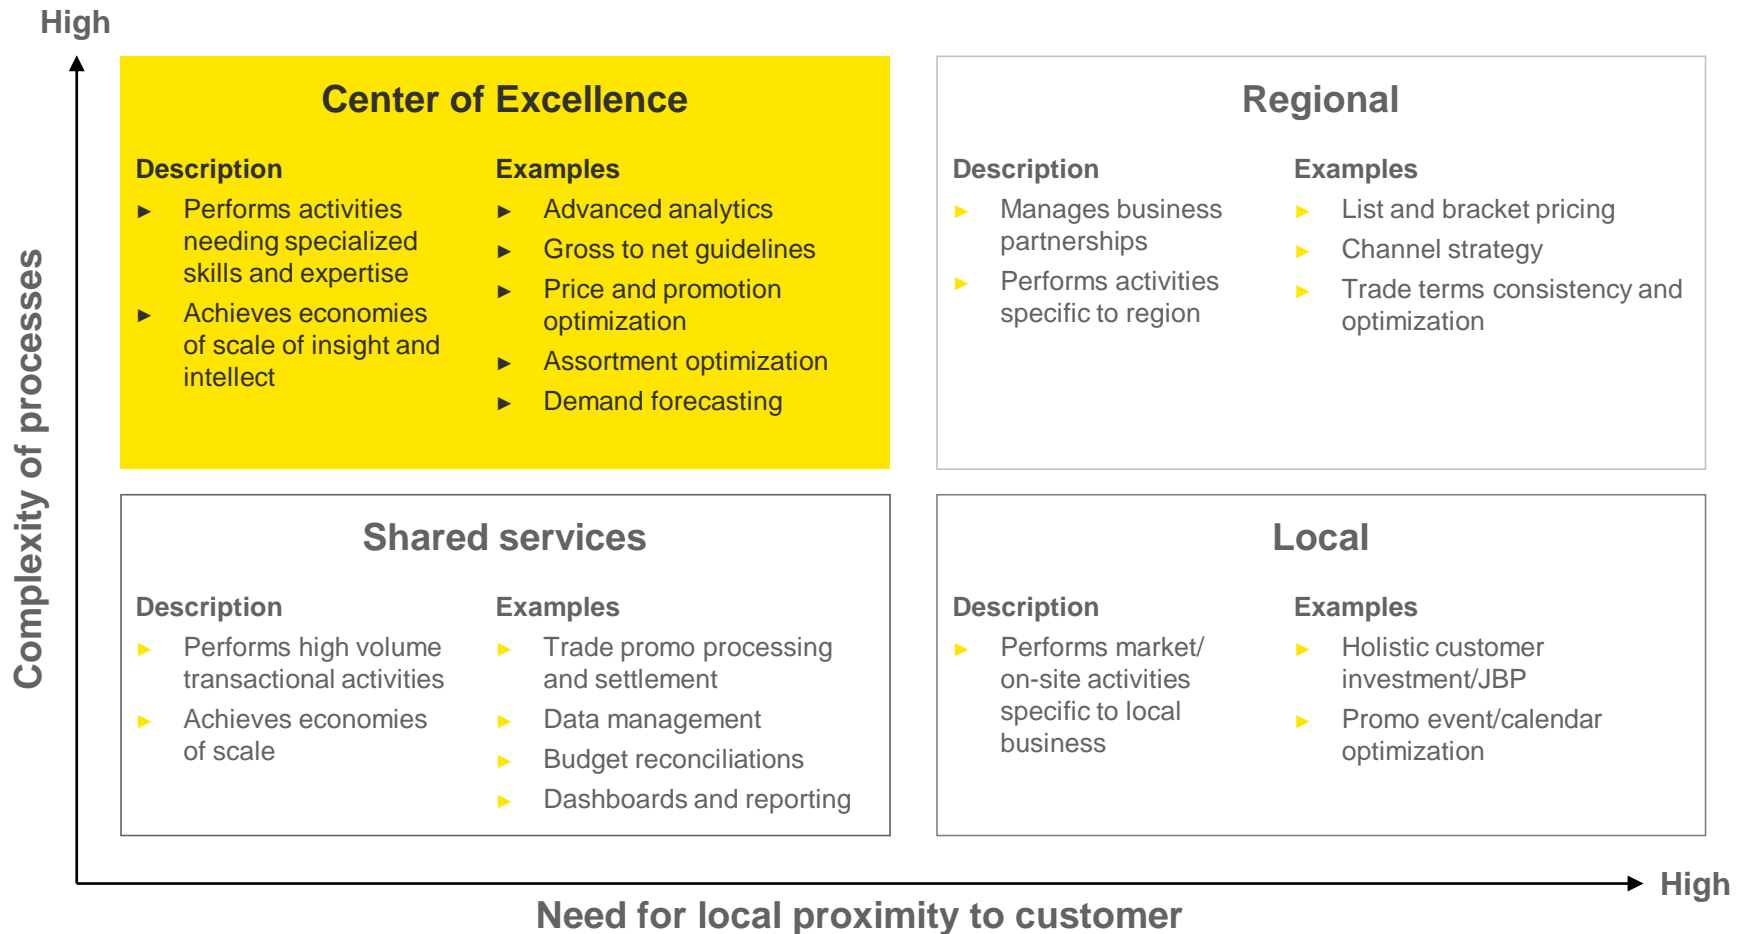 High
Complexity of processes
Center of Excellence
Description
► Performs activities
needing specialized
skills and expertise
► Achieves economies
of scale of insight and
intellect
Examples
► Advanced analytics
► Gross to net guidelines
► Price and promotion
optimization
► Assortment optimization
► Demand forecasting
Regional
Description
► Manages business
partnerships
► Performs activities
specific to region
Examples
► List and bracket pricing
► Channel strategy
► Trade terms consistency and
optimization
Shared services
Description
► Performs high volume
transactional activities
► Achieves economies
of scale
Examples
► Trade promo processing
and settlement
► Data management
► Budget reconciliations
► Dashboards and reporting
Local
Description
► Performs market/
on-site activities
specific to local
business
Examples
► Holistic customer
investment/JBP
► Promo event/calendar
optimization
High
Need for local proximity to customer